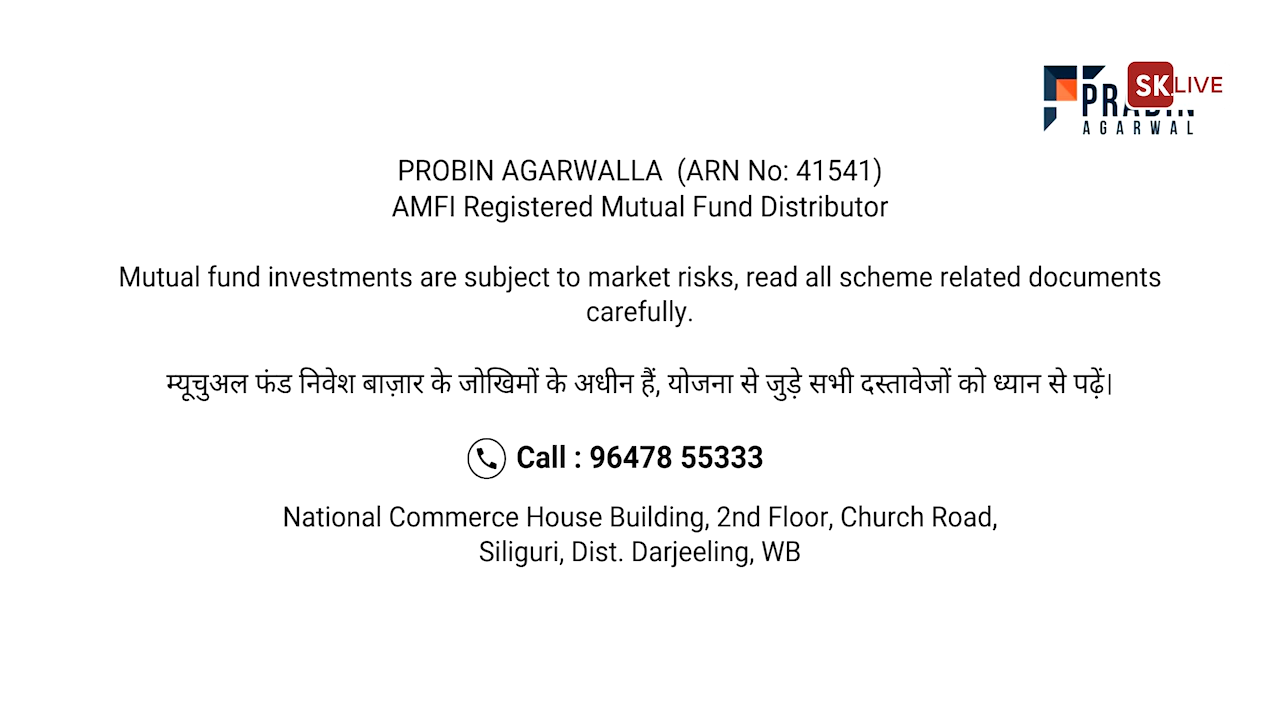 SK LIVE
AGARWAL
PROBIN AGARWALLA (ARN No: 41541)
AMFI Registered Mutual Fund Distributor
Mutual fund investments are subject to market risks, read all scheme related documents
carefully.
म्यूचुअल फंड निवेश बाज़ार के जोखिमों के अधीन हैं, योजना से जुड़े सभी दस्तावेजों को ध्यान से पढ़ें।
Call : 96478 55333
National Commerce House Building, 2nd Floor, Church Road,
Siliguri, Dist. Darjeeling, WB